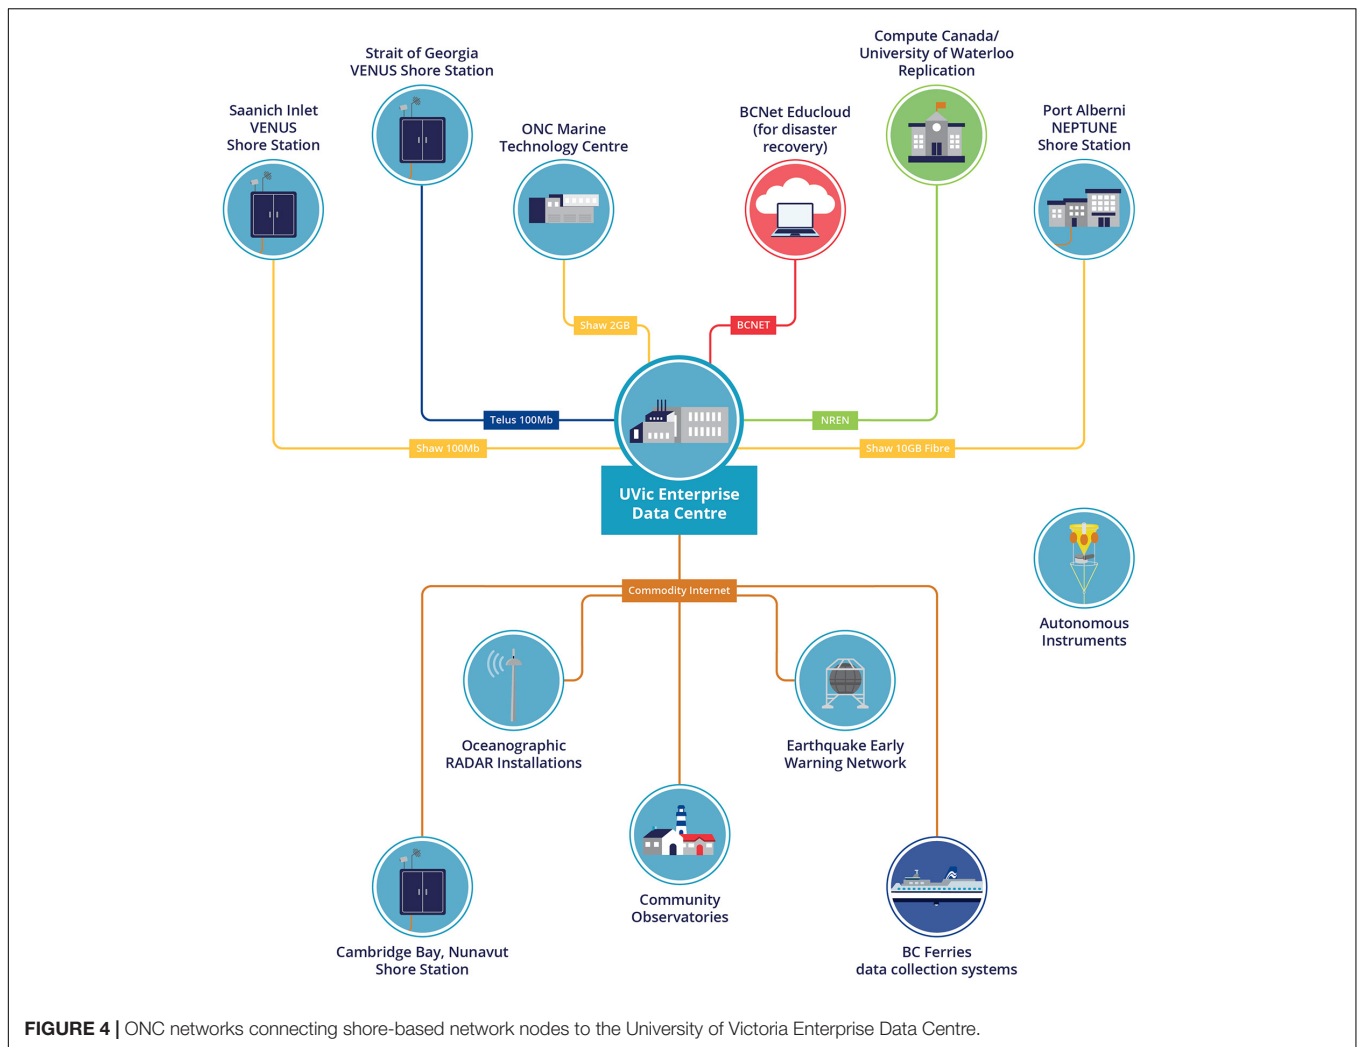 Strait of Georgia
VENUS Shore Station
Compute Canada/
University of Waterloo
Replication
Saanich Inlet
VENUS
Shore Station
ONC Marine
Technology Centre
BCNet Educloud
(for disaster
recovery)
Port Alberni
NEPTUNE
Shore Station
Shaw 2GB
BCNET
Telus 100Mb
NREN
Shaw 100Mb
Shaw 10GB Fibre
UVic Enterprise
Data Centre
Commodity Internet
Autonomous
Instruments
Oceanographic
RADAR Installations
Earthquake Early
Warning Network
Community
Observatories
Cambridge Bay, Nunavut
Shore Station
BC Ferries
data collection systems
FIGURE 4 | ONC networks connecting shore-based network nodes to the University of Victoria Enterprise Data Centre.